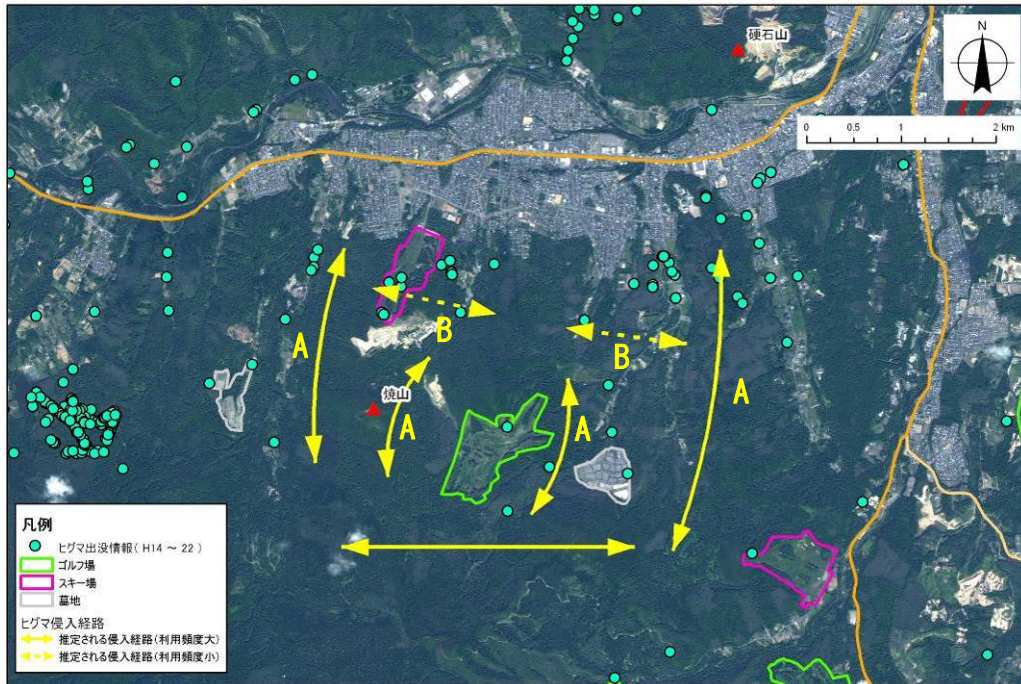 硬石山
N
0 0.5 1 2 km
B
B
A
A
焼山
A
A
凡例
ヒグマ出没情報(H14 ～ 22)
ゴルフ場
スキー場
墓地
ヒグマ侵入経路
推定される侵入経路(利用頻度大)
推定される侵入経路(利用頻度小)